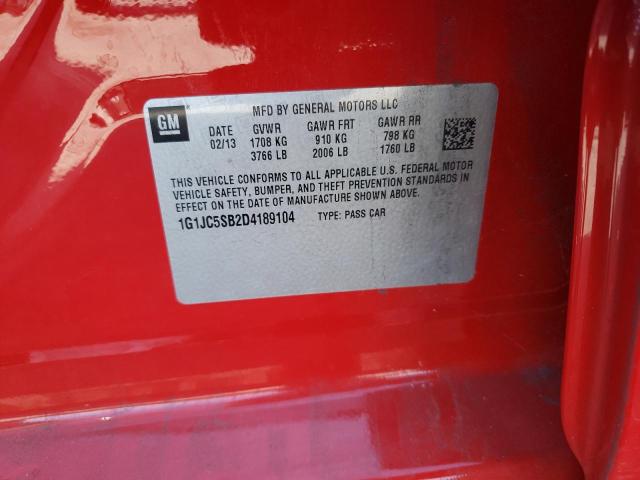 GM
MFD BY GENERAL MOTORS LLC
DATE GVWR GAWR FRT GAWR RR
02/13 1708 KG 910 KG 798 KG
3766 LB 2006 LB 1760 LB
THIS VEHICLE CONFORMS TO ALL APPLICABLE U.S. FEDERAL MOTOR
VEHICLE SAFETY, BUMPER, AND THEFT PREVENTION STANDARDS IN
EFFECT ON THE DATE OF MANUFACTURE SHOWN ABOVE.
1G1JC5SB2D4189104 TYPE: PASS CAR